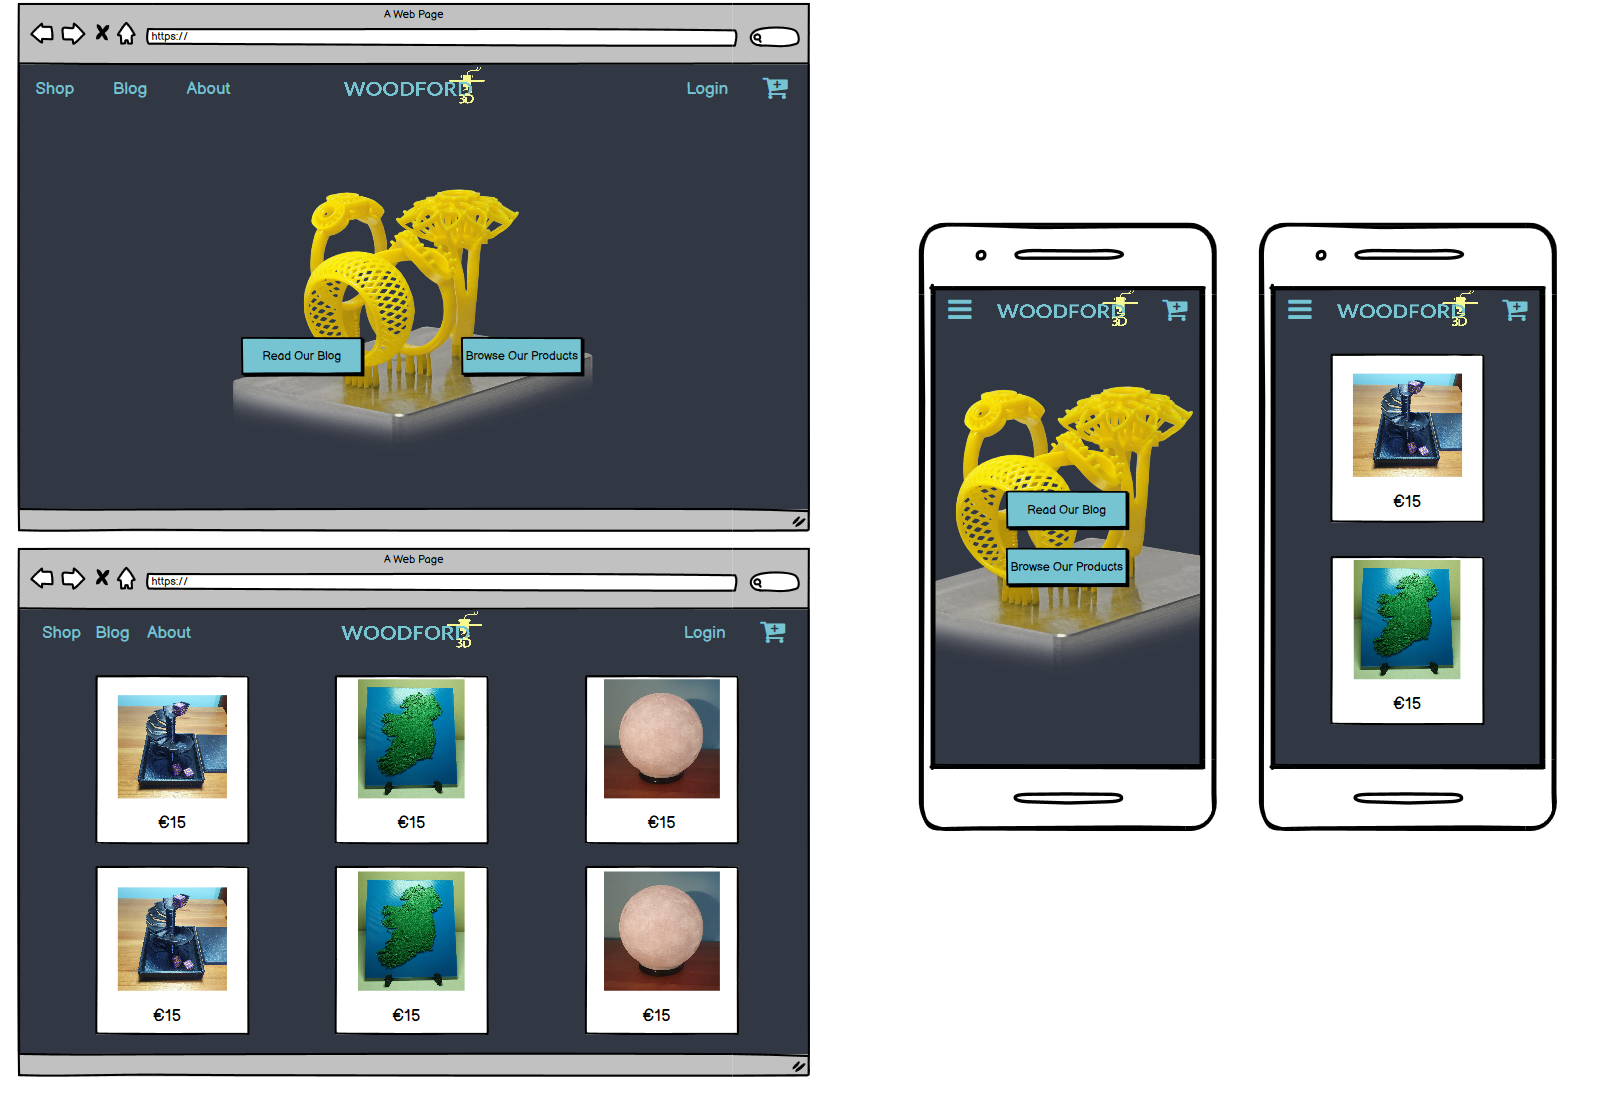 A Web Page
https://
Shop Blog About WOODFORD 3D Login
Read Our Blog Browse Our Products
A Web Page
https://
Shop Blog About WOODFORD 3D Login
€15 €15 €15
€15 €15 €15
WOODFORD 3D
Read Our Blog
Browse Our Products
WOODFORD 3D
€15
€15